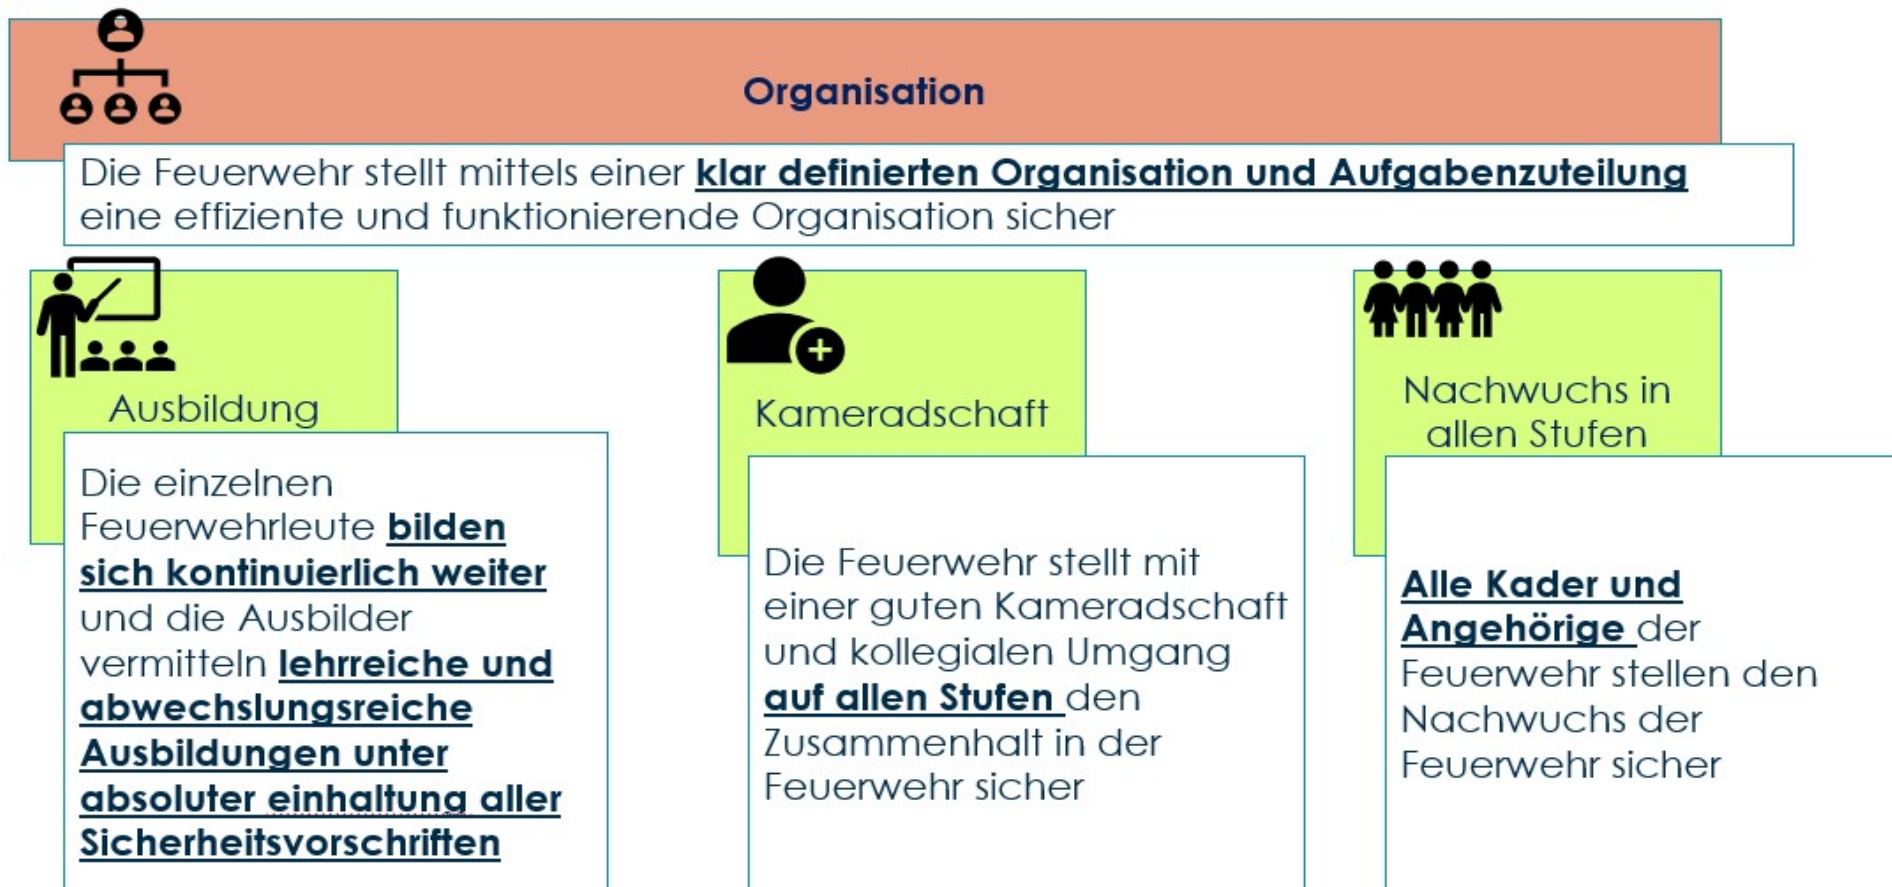 Organisation
Die Feuerwehr stellt mittels einer klar definierten Organisation und Aufgabenzuteilung
eine effiziente und funktionierende Organisation sicher
Ausbildung
Die einzelnen
Feuerwehrleute bilden
sich kontinuierlich weiter
und die Ausbilder
vermitteln lehrreiche und
abwechslungsreiche
Ausbildungen unter
absoluter einhaltung aller
Sicherheitsvorschriften
Kameradschaft
Die Feuerwehr stellt mit
einer guten Kameradschaft
und kollegialen Umgang
auf allen Stufen den
Zusammenhalt in der
Feuerwehr sicher
Nachwuchs in
allen Stufen
Alle Kader und
Angehörige der
Feuerwehr stellen den
Nachwuchs der
Feuerwehr sicher